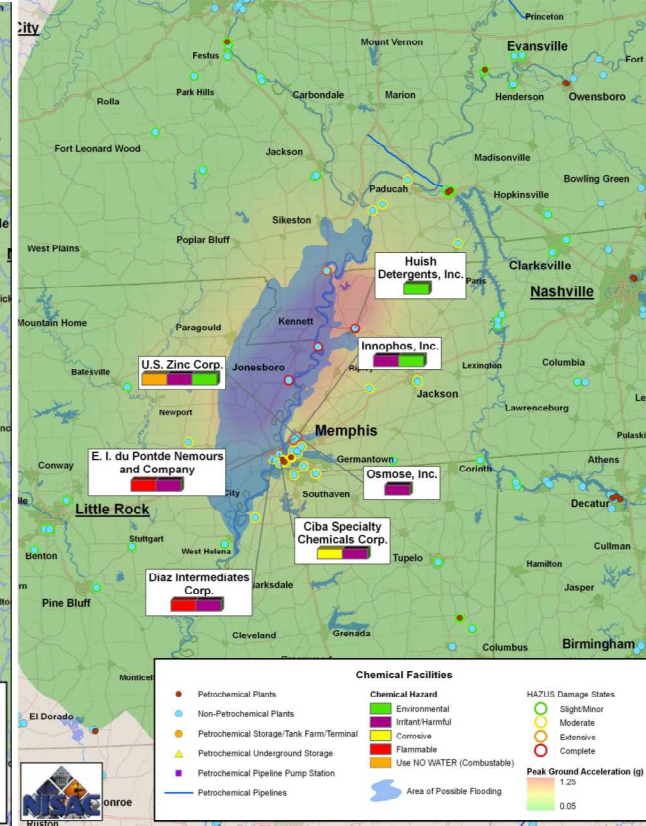 City
Princeton
Mount Vernon
Evansville
Festus
Fort
Park Hills
Carbondale
Marion
Henderson
Owensboro
Rolla
Fort Leonard Wood
Jackson
Madisonville
Paducah
Hopkinsville
Bowling Green
Sikeston
West Plains
Poplar Bluff
Huish
Detergents, Inc.
Clarksville
Paris
Nashville
Mountain Home
Paragould
Kennett
Innophos, Inc.
U.S. Zinc Corp.
Batesville
Jonesboro
Lexington
Columbia
Jackson
Newport
Lawrenceburg
Memphis
Pulaski
E. I. du Pontde Nemours
and Company
Conway
Germantown
Corinth
Athens
Osmose, Inc.
City
Southaven
Decatur
Little Rock
Ciba Specialty
Chemicals Corp.
Stuttgart
West Helena
Tupelo
Cullman
Benton
Hamilton
Diaz Intermediates
Corp.
larksdale
Jasper
Pine Bluff
Cleveland
Grenada
Columbus
Birmingham
Monticel
El Dorado
NISAC
onroe
Ruston
Chemical Facilities
Petrochemical Plants
Non-Petrochemical Plants
Petrochemical Storage/Tank Farm/Terminal
Petrochemical Underground Storage
Petrochemical Pipeline Pump Station
Petrochemical Pipelines
Chemical Hazard
Environmental
Irritant/Harmful
Corrosive
Flammable
Use NO WATER (Combustable)
Area of Possible Flooding
HAZUS Damage States
Slight/Minor
Moderate
Extensive
Complete
Peak Ground Acceleration (g)
1.25
0.05